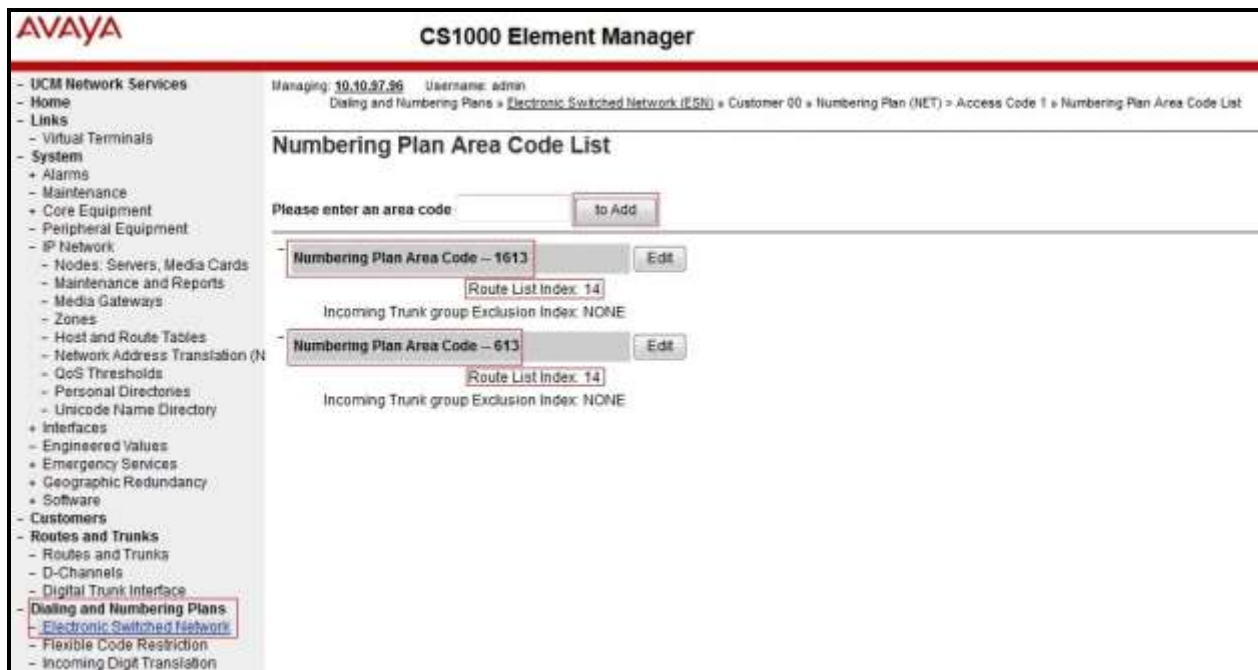 AVAYA
CS1000 Element Manager
- UCM Network Services
- Home
- Links
- Virtual Terminals
- System
+ Alarms
- Maintenance
+ Core Equipment
- Peripheral Equipment
- IP Network
- Nodes: Servers, Media Cards
- Maintenance and Reports
- Media Gateways
- Zones
- Host and Route Tables
- Network Address Translation (N
- QoS Thresholds
- Personal Directories
- Unicode Name Directory
+ Interfaces
- Engineered Values
+ Emergency Services
+ Geographic Redundancy
+ Software
- Customers
- Routes and Trunks
- Routes and Trunks
- D-Channels
- Digital Trunk Interface
- Dialing and Numbering Plans
- Electronic Switched Network
- Flexible Code Restriction
- Incoming Digit Translation
Managing: 10.10.97.96 Username: admin
Dialing and Numbering Plans » Electronic Switched Network (ESN) » Customer 00 » Numbering Plan (NET) » Access Code 1 » Numbering Plan Area Code List
Numbering Plan Area Code List
Please enter an area code to Add
- Numbering Plan Area Code -- 1613 Edit
Route List Index: 14
Incoming Trunk group Exclusion Index: NONE
- Numbering Plan Area Code -- 613 Edit
Route List Index: 14
Incoming Trunk group Exclusion Index: NONE